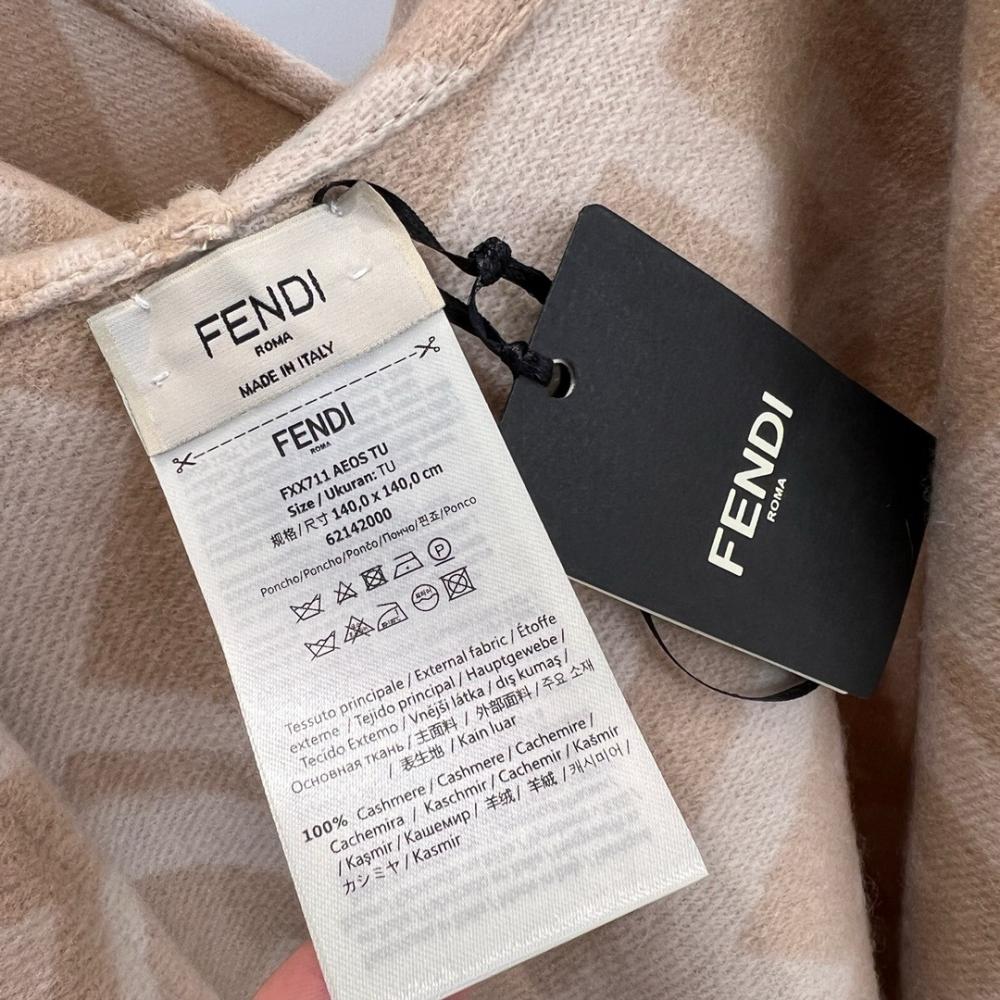 FENDI
ROMA
MADE IN ITALY
FENDI
ROMA
FXX711 AEOS TU
Size / Ukuran: TU
规格/尺寸 140,0 x 140,0 cm
62142000
Poncho/Poncho/Pončo/Пончо/판쵸/Ponco
Tessuto principale / External fabric / Étoffe
externe / Tejido principal / Hauptgewebe /
Tecido Externo / Vnější látka / dış kumaş /
Основная ткань / 主面料 / 外部面料 / 주요 소재
/ 表生地 / Kain luar
100% Cashmere / Cashmere / Cachemire /
Cachemira / Kaschmir / Cachemir / Kašmír
/ Kaşmir / Кашемир / 羊绒 / 羊絨 / 캐시미어 /
カシミヤ / Kasmir
FENDI
ROMA